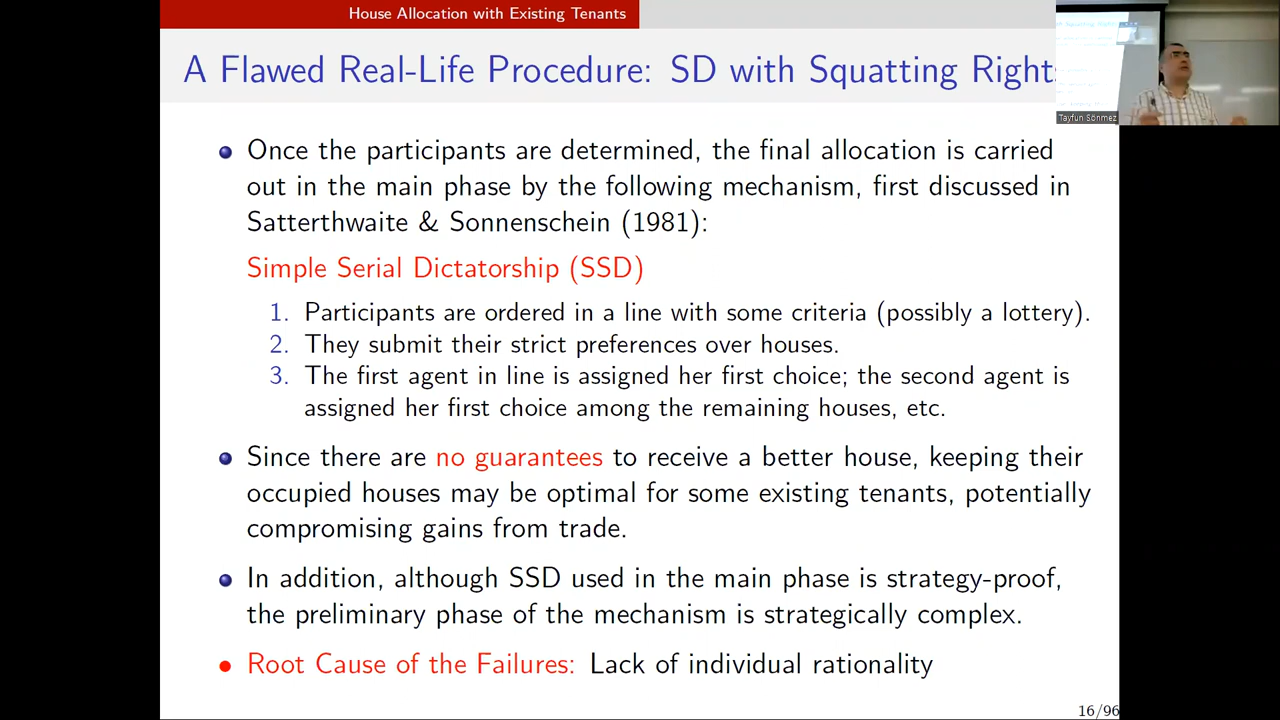 House Allocation with Existing Tenants
A Flawed Real-Life Procedure: SD with Squatting Right
Tayfun Sönmez
Once the participants are determined, the final allocation is carried
out in the main phase by the following mechanism, first discussed in
Satterthwaite & Sonnenschein (1981):
Simple Serial Dictatorship (SSD)
1. Participants are ordered in a line with some criteria (possibly a lottery).
2. They submit their strict preferences over houses.
3. The first agent in line is assigned her first choice; the second agent is
assigned her first choice among the remaining houses, etc.
Since there are no guarantees to receive a better house, keeping their
occupied houses may be optimal for some existing tenants, potentially
compromising gains from trade.
In addition, although SSD used in the main phase is strategy-proof,
the preliminary phase of the mechanism is strategically complex.
Root Cause of the Failures: Lack of individual rationality
16/96